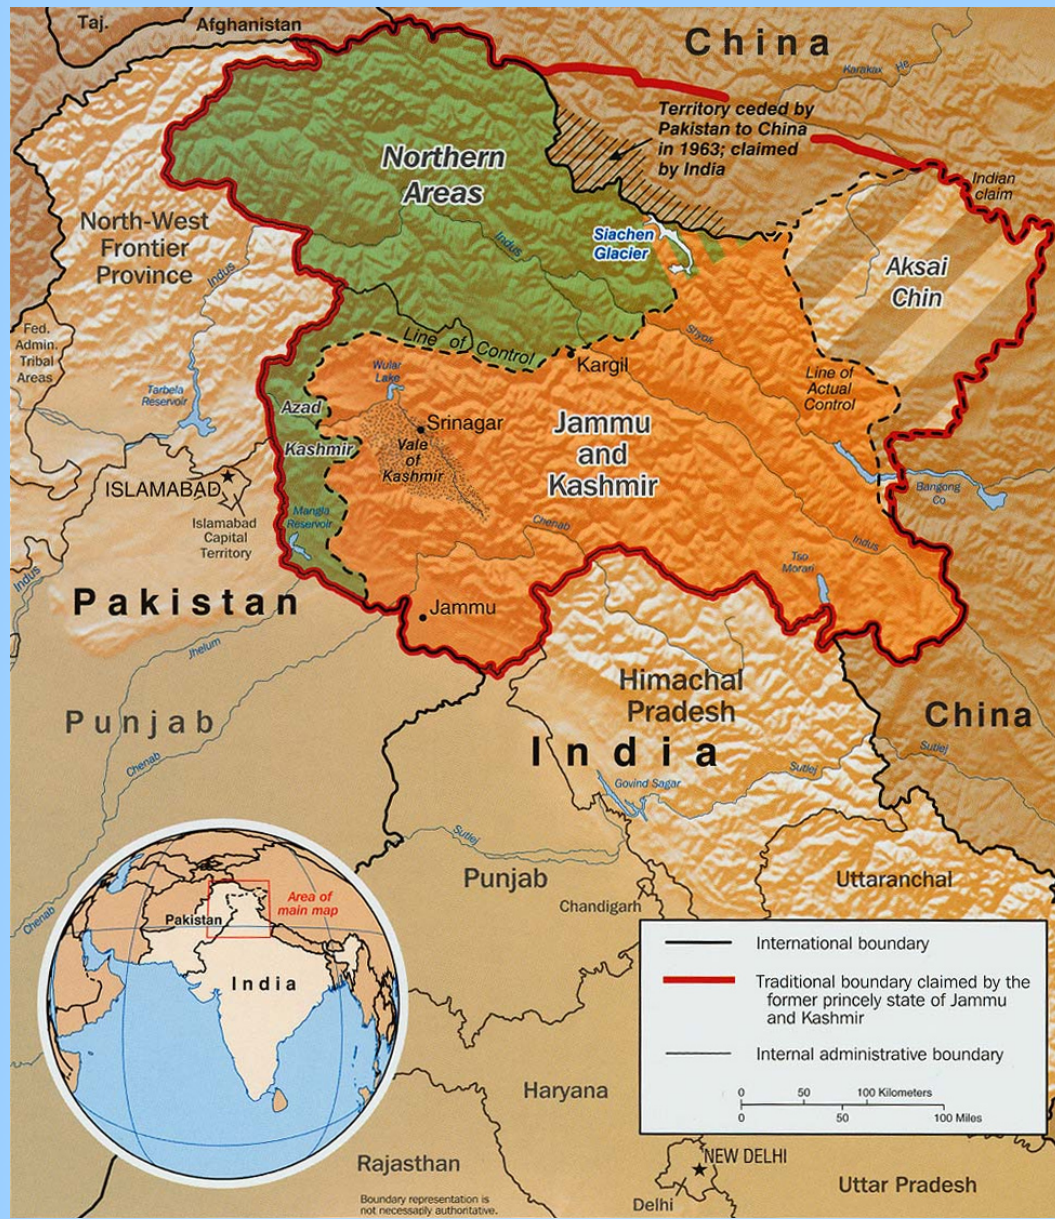 Taj.
Afghanistan
China
Karakax He
Territory ceded by
Pakistan to China
in 1963; claimed
by India
Indian
claim
Northern
Areas
North-West
Frontier
Province
Indus
Indus
Siachen
Glacier
Aksai
Chin
Fed.
Admin.
Tribal
Areas
Line of Control
Shyok
Kargil
Wular
Lake
Line of
Actual
Control
Tarbela
Reservoir
Azad
Kashmir
Srinagar
Vale
of
Kashmir
Jammu
and
Kashmir
ISLAMABAD
Islamabad
Capital
Territory
Mangla
Reservoir
Bangong
Co
Chenab
Indus
Tso
Morari
Indus
Pakistan
Jammu
Jhelum
Himachal
Pradesh
Punjab
China
India
Chenab
Sutlej
Sutlej
Govind Sagar
Sutlej
Punjab
Uttaranchal
Chandigarh
Chenab
Area of
main map
Pakistan
India
International boundary
Traditional boundary claimed by the
former princely state of Jammu
and Kashmir
Internal administrative boundary
0 50 100 Kilometers
0 50 100 Miles
Haryana
Rajasthan
NEW DELHI
Delhi
Uttar Pradesh
Boundary representation is
not necessarily authoritative.